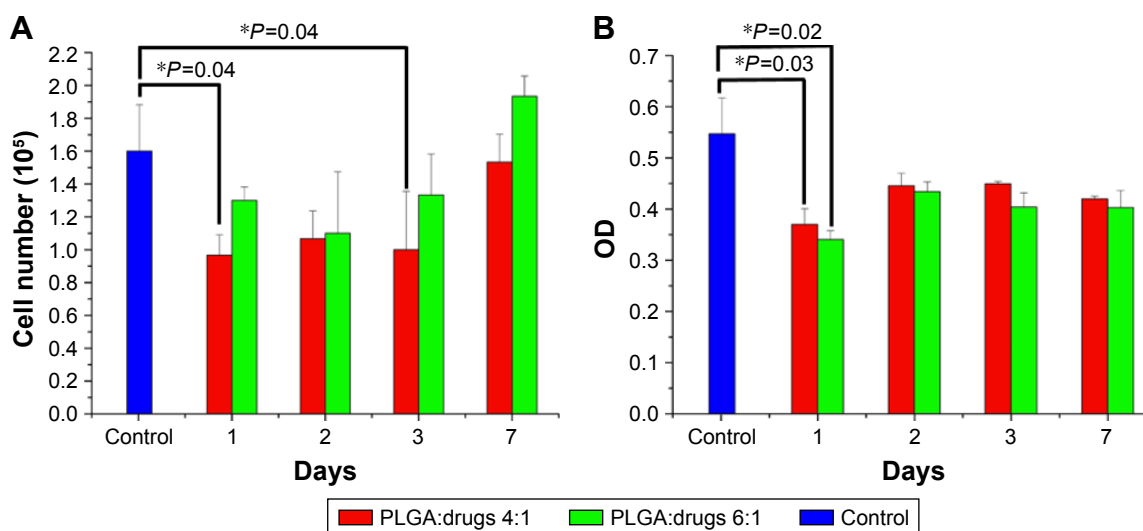 A
Cell number (10⁵)
2.2
2.0
1.8
1.6
1.4
1.2
1.0
0.8
0.6
0.4
0.2
0.0
*P=0.04
*P=0.04
Control 1 2 3 7
Days
B
OD
0.7
0.6
0.5
0.4
0.3
0.2
0.1
0.0
*P=0.02
*P=0.03
Control 1 2 3 7
Days
PLGA:drugs 4:1 PLGA:drugs 6:1 Control